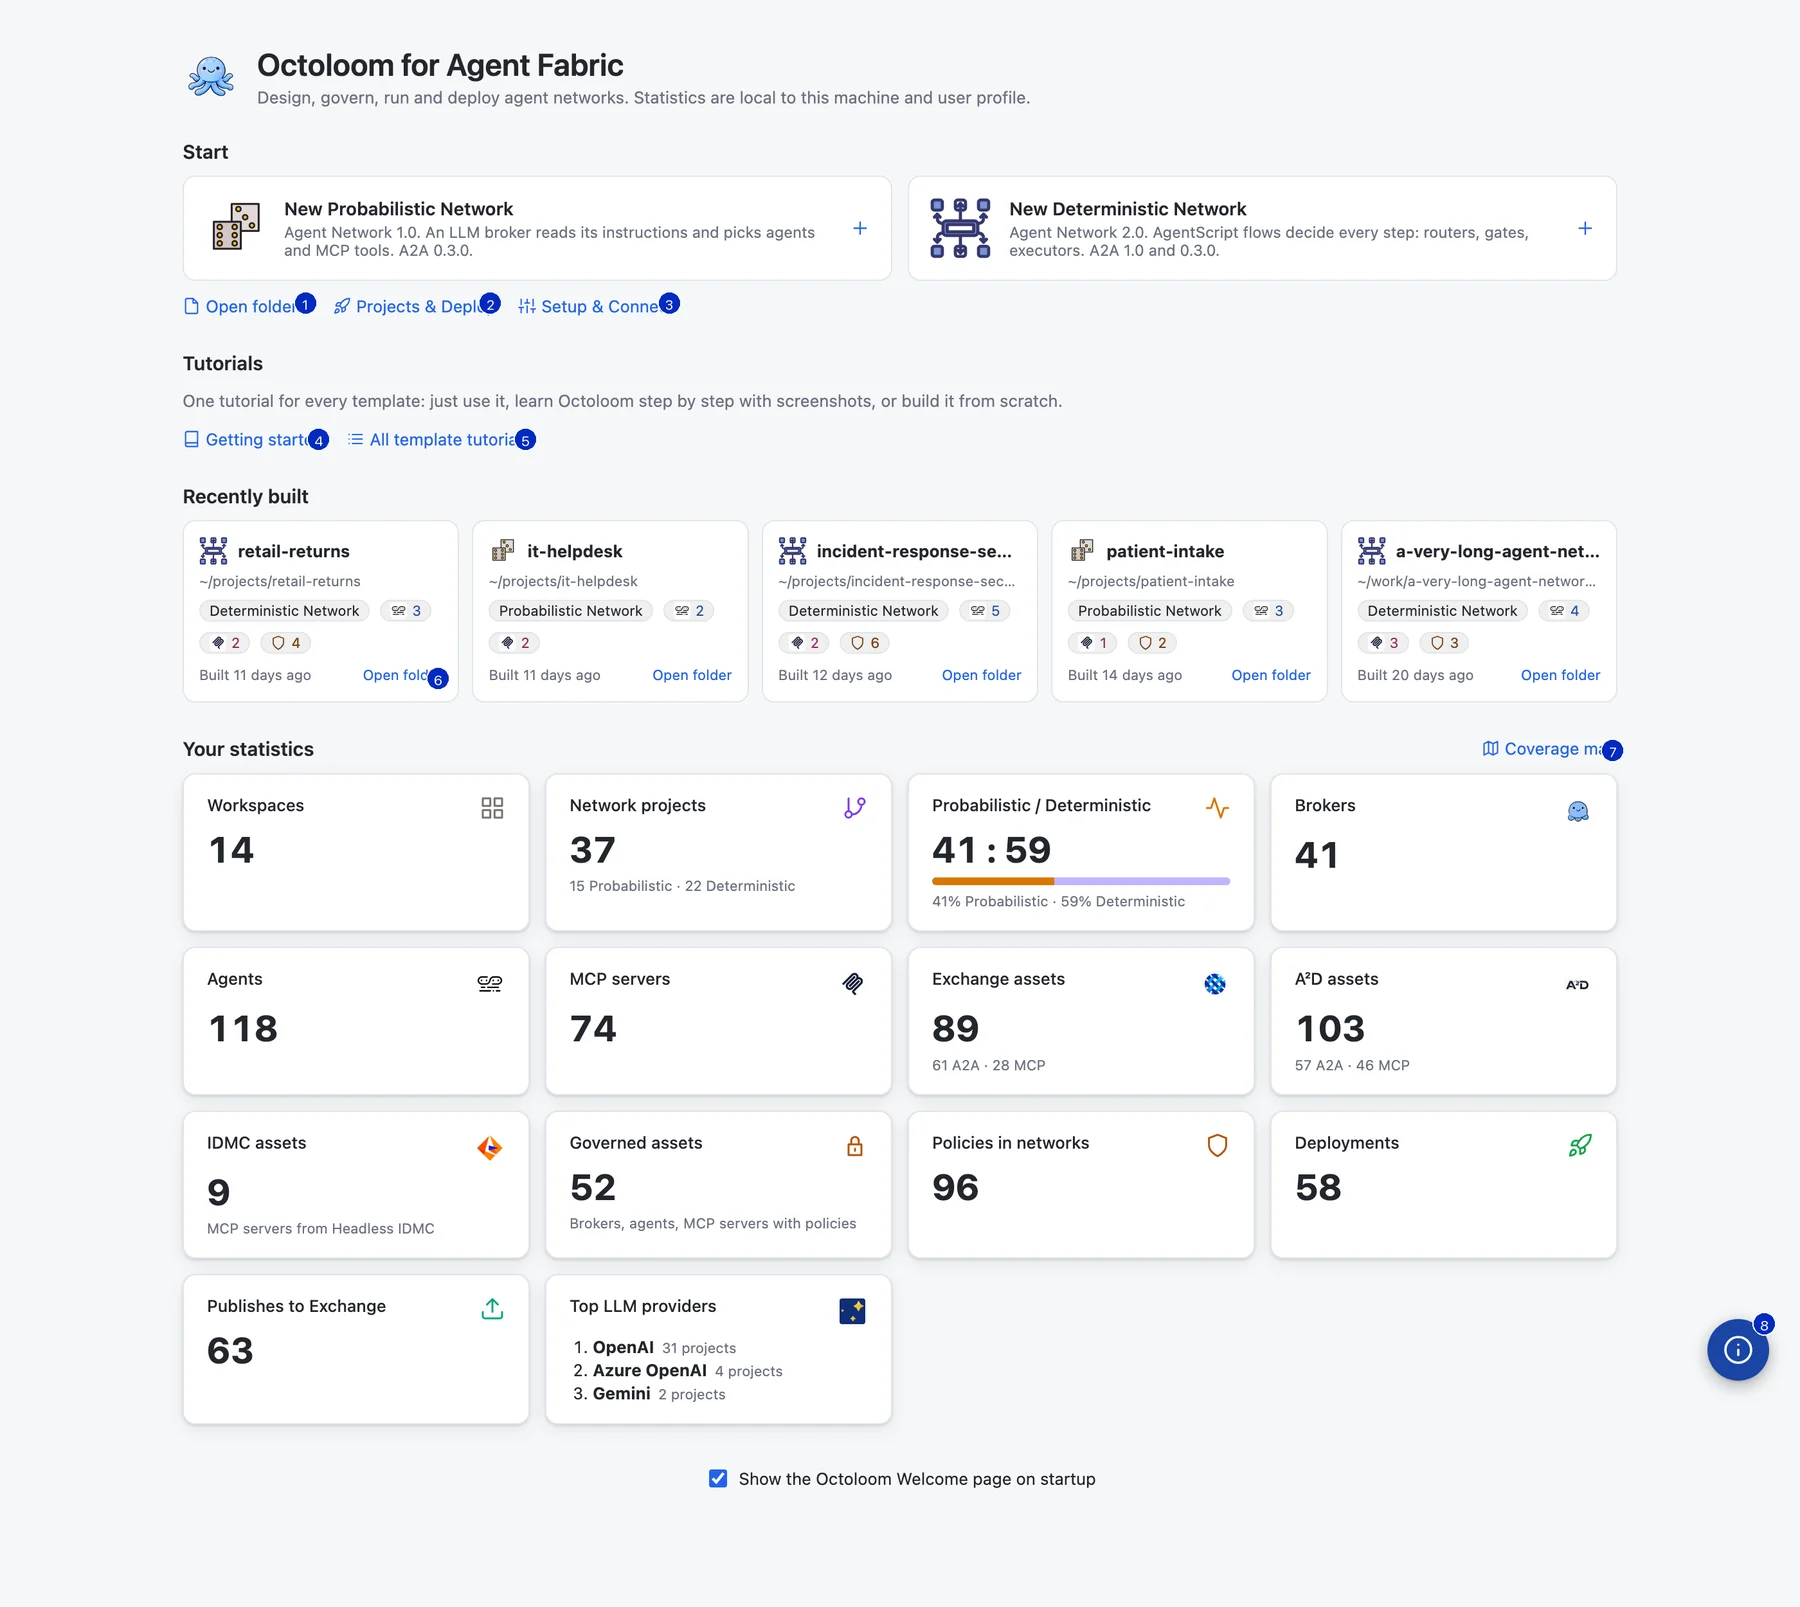 Octoloom for Agent Fabric
Design, govern, run and deploy agent networks. Statistics are local to this machine and user profile.
Start
New Probabilistic Network
Agent Network 1.0. An LLM broker reads its instructions and picks agents
and MCP tools. A2A 0.3.0.
+
New Deterministic Network
Agent Network 2.0. AgentScript flows decide every step: routers, gates,
executors. A2A 1.0 and 0.3.0.
+
Open folder 1 Projects & Depl 2 Setup & Conne 3
Tutorials
One tutorial for every template: just use it, learn Octoloom step by step with screenshots, or build it from scratch.
Getting starte 4 All template tutoria 5
Recently built
retail-returns
~/projects/retail-returns
Deterministic Network 3
2 4
Built 11 days ago Open fold 6
it-helpdesk
~/projects/it-helpdesk
Probabilistic Network 2
2
Built 11 days ago Open folder
incident-response-se...
~/projects/incident-response-sec...
Deterministic Network 5
2 6
Built 12 days ago Open folder
patient-intake
~/projects/patient-intake
Probabilistic Network 3
1 2
Built 14 days ago Open folder
a-very-long-agent-net...
~/work/a-very-long-agent-networ...
Deterministic Network 4
3 3
Built 20 days ago Open folder
Your statistics
Coverage ma 7
Workspaces
14
Network projects
37
15 Probabilistic · 22 Deterministic
Probabilistic / Deterministic
41 : 59
41% Probabilistic · 59% Deterministic
Brokers
41
Agents
118
MCP servers
74
Exchange assets
89
61 A2A · 28 MCP
A²D assets
A²D
103
57 A2A · 46 MCP
IDMC assets
9
MCP servers from Headless IDMC
Governed assets
52
Brokers, agents, MCP servers with policies
Policies in networks
96
Deployments
58
Publishes to Exchange
63
Top LLM providers
1. OpenAI 31 projects
2. Azure OpenAI 4 projects
3. Gemini 2 projects
8
Show the Octoloom Welcome page on startup